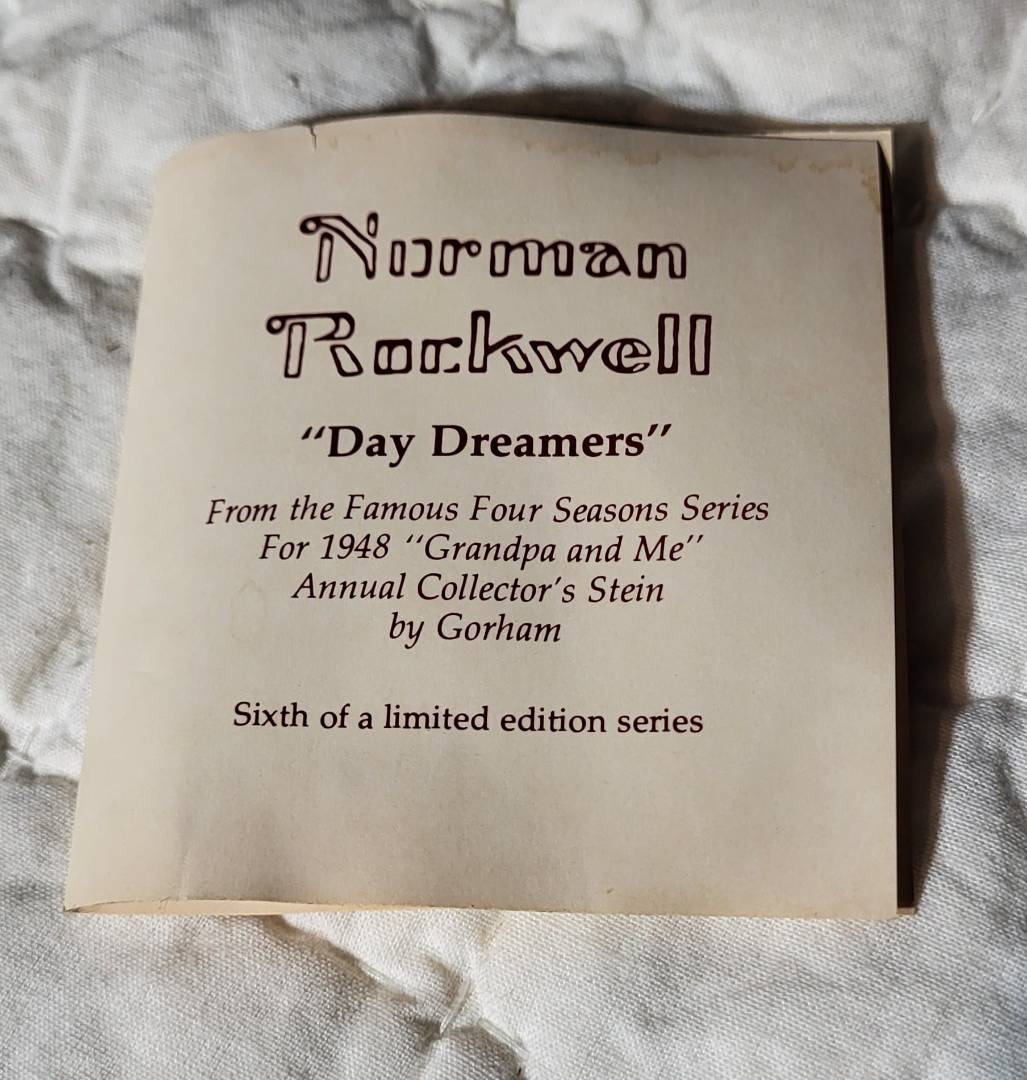 Norman
Rockwell
“Day Dreamers”
From the Famous Four Seasons Series
For 1948 “Grandpa and Me”
Annual Collector's Stein
by Gorham
Sixth of a limited edition series